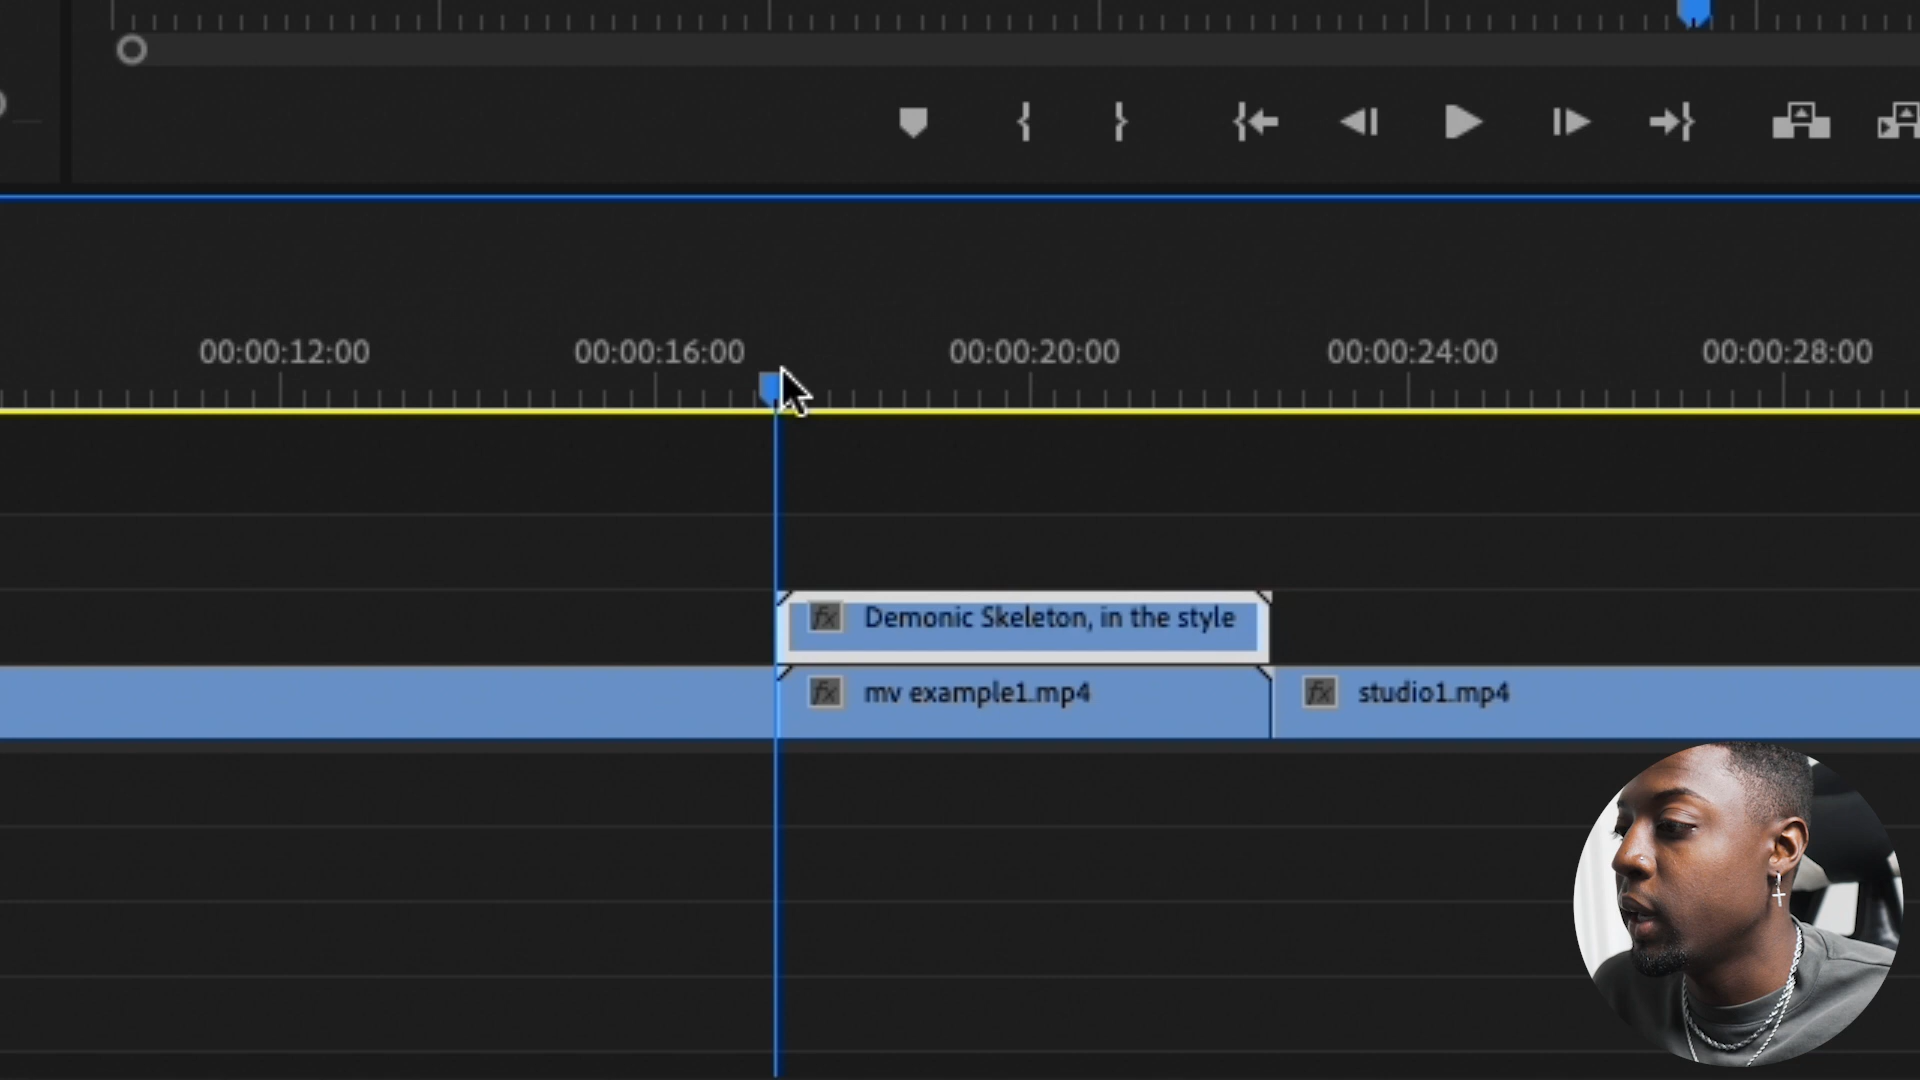 00:00:12:00 00:00:16:00 00:00:20:00 00:00:24:00 00:00:28:00
fx Demonic Skeleton, in the style
fx mv example1.mp4 fx studio1.mp4